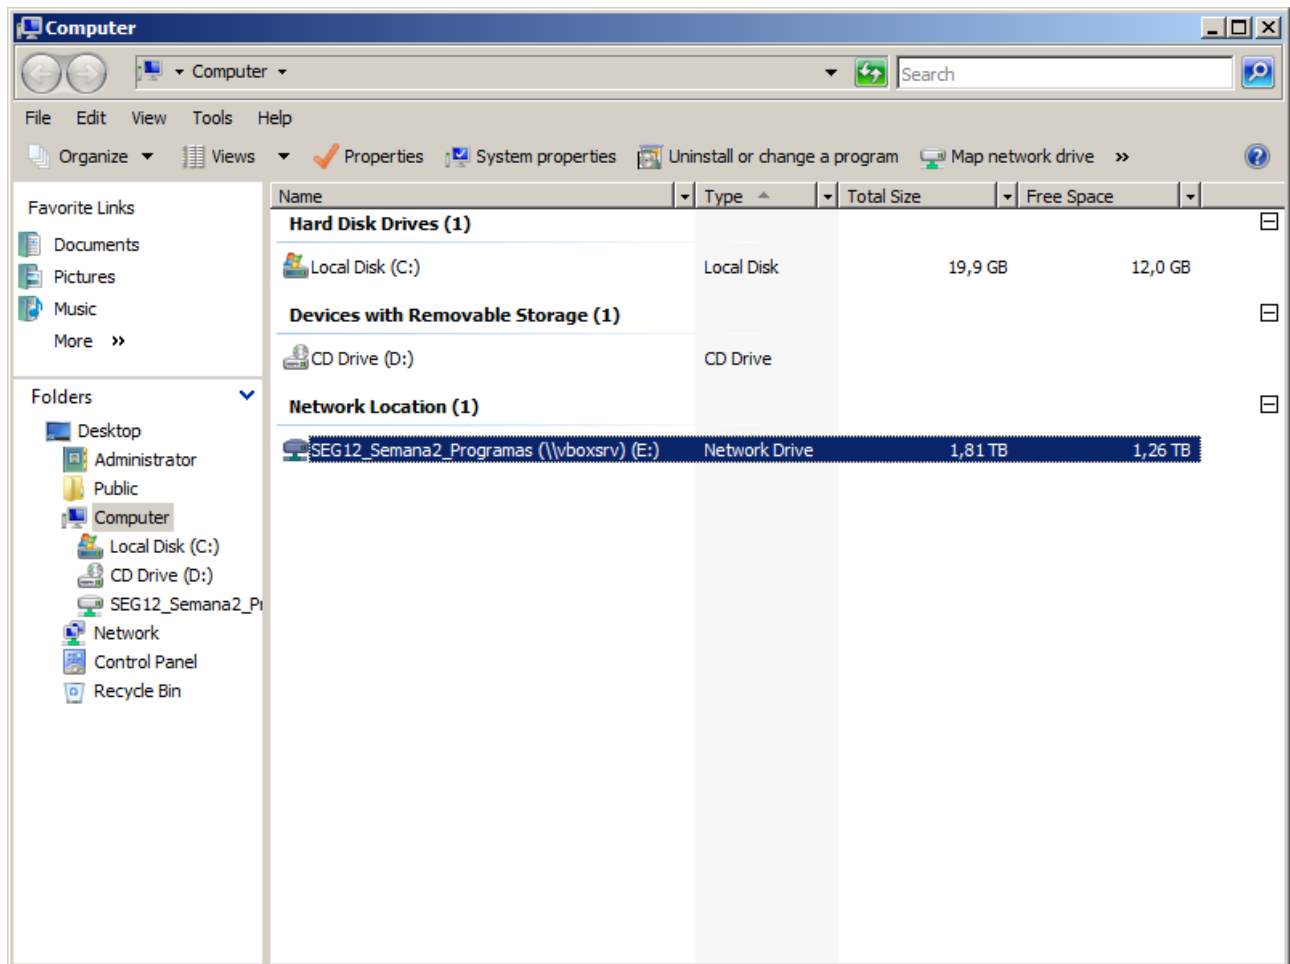 Computer
Computer
Search
File Edit View Tools Help
Organize Views Properties System properties Uninstall or change a program Map network drive »
Favorite Links
Documents
Pictures
Music
More »
Folders
Desktop
Administrator
Public
Computer
Local Disk (C:)
CD Drive (D:)
SEG12_Semana2_Pr
Network
Control Panel
Recycle Bin
Name Type Total Size Free Space
Hard Disk Drives (1)
Local Disk (C:) Local Disk 19,9 GB 12,0 GB
Devices with Removable Storage (1)
CD Drive (D:) CD Drive
Network Location (1)
SEG12_Semana2_Programas (\\vboxsrv) (E:) Network Drive 1,81 TB 1,26 TB